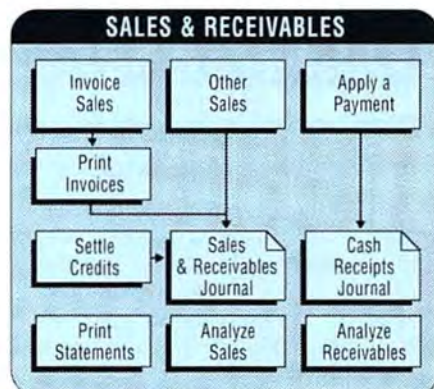 SALES & RECEIVABLES
Invoice
Sales
Other
Sales
Apply a
Payment
Print
Invoices
Settle
Credits
Sales
& Receivables
Journal
Cash
Receipts
Journal
Print
Statements
Analyze
Sales
Analyze
Receivables